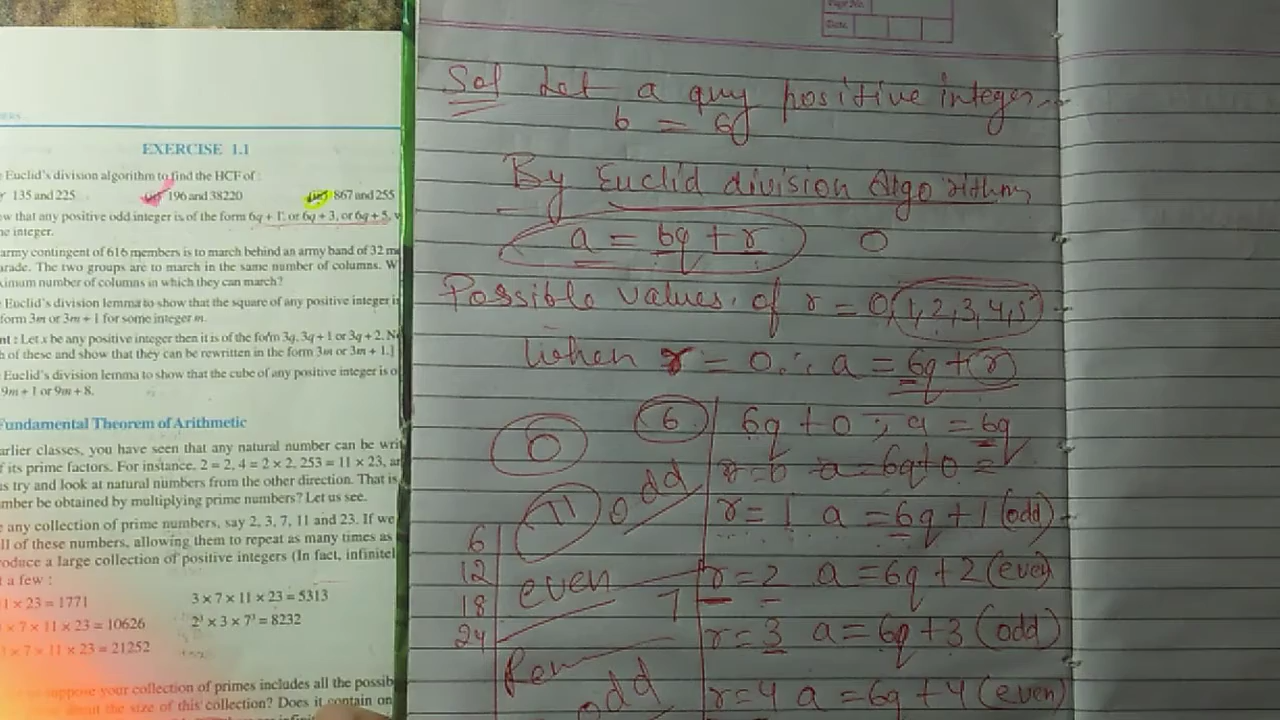 EXERCISE 1.1
Euclid's division algorithm to find the HCF of :
135 and 225
196 and 38220
867 and 255
that any positive odd integer is of the form 6q + 1, or 6q + 3, or 6q + 5,
integer.
army contingent of 616 members is to march behind an army band of 32
The two groups are to march in the same number of columns.
number of columns in which they can march?
Euclid's division lemma to show that the square of any positive integer
form 3m or 3m + 1 for some integer m.
: Let x be any positive integer then it is of the form 3q, 3q + 1 or 3q + 2.
of these and show that they can be rewritten in the form 3m or 3m + 1.]
Euclid's division lemma to show that the cube of any positive integer is
9m + 1 or 9m + 8.
Fundamental Theorem of Arithmetic
classes, you have seen that any natural number can be
its prime factors. For instance, 2 = 2, 4 = 2 × 2, 253 = 11 × 23,
try and look at natural numbers from the other direction. That is
be obtained by multiplying prime numbers? Let us see.
any collection of prime numbers, say 2, 3, 7, 11 and 23. If we
of these numbers, allowing them to repeat as many times as
a large collection of positive integers (In fact,
a few :
× 23 = 1771
3 × 7 × 11 × 23 = 5313
× 7 × 11 × 23 = 10626
2³ × 3 × 7³ = 8232
× 7 × 11 × 23 = 21252
suppose your collection of primes includes all the
about the size of this collection? Does it contain
Page No.
Date
Sol Let a any positive integer
b = 6
By Euclid division Algorithm
a = 6q + r 0
Possible values of r = 0, 1, 2, 3, 4, 5
When r = 0 ∴ a = 6q + r
6 6q + 0, a = 6q
0
r = 0 a = 6q + 0 =
11 odd r = 1 a = 6q + 1 (odd)
6
12 even r = 2 a = 6q + 2 (even)
18 7
24 r = 3 a = 6q + 3 (odd)
Rem
odd r = 4 a = 6q + 4 (even)